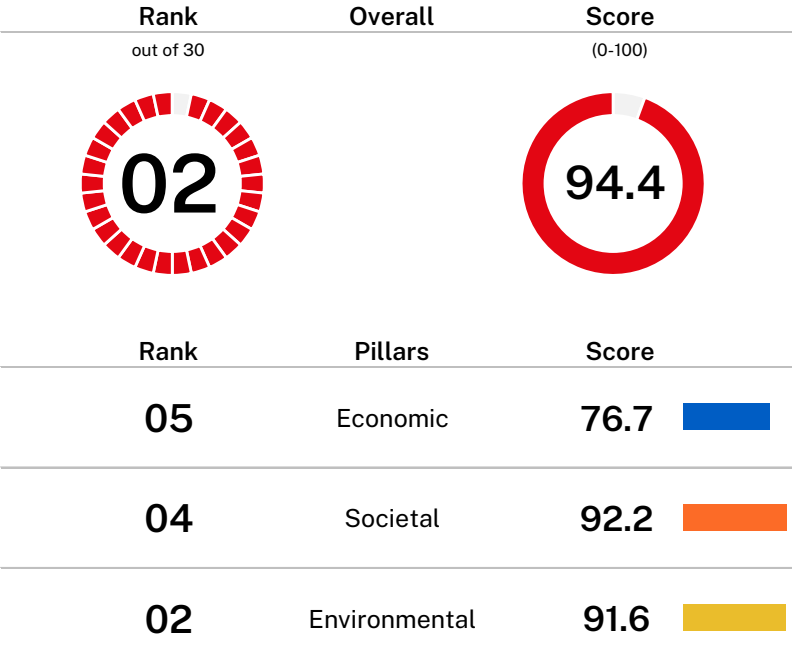 Rank Overall Score
out of 30 (0-100)
02 94.4
Rank Pillars Score
05 Economic 76.7
04 Societal 92.2
02 Environmental 91.6